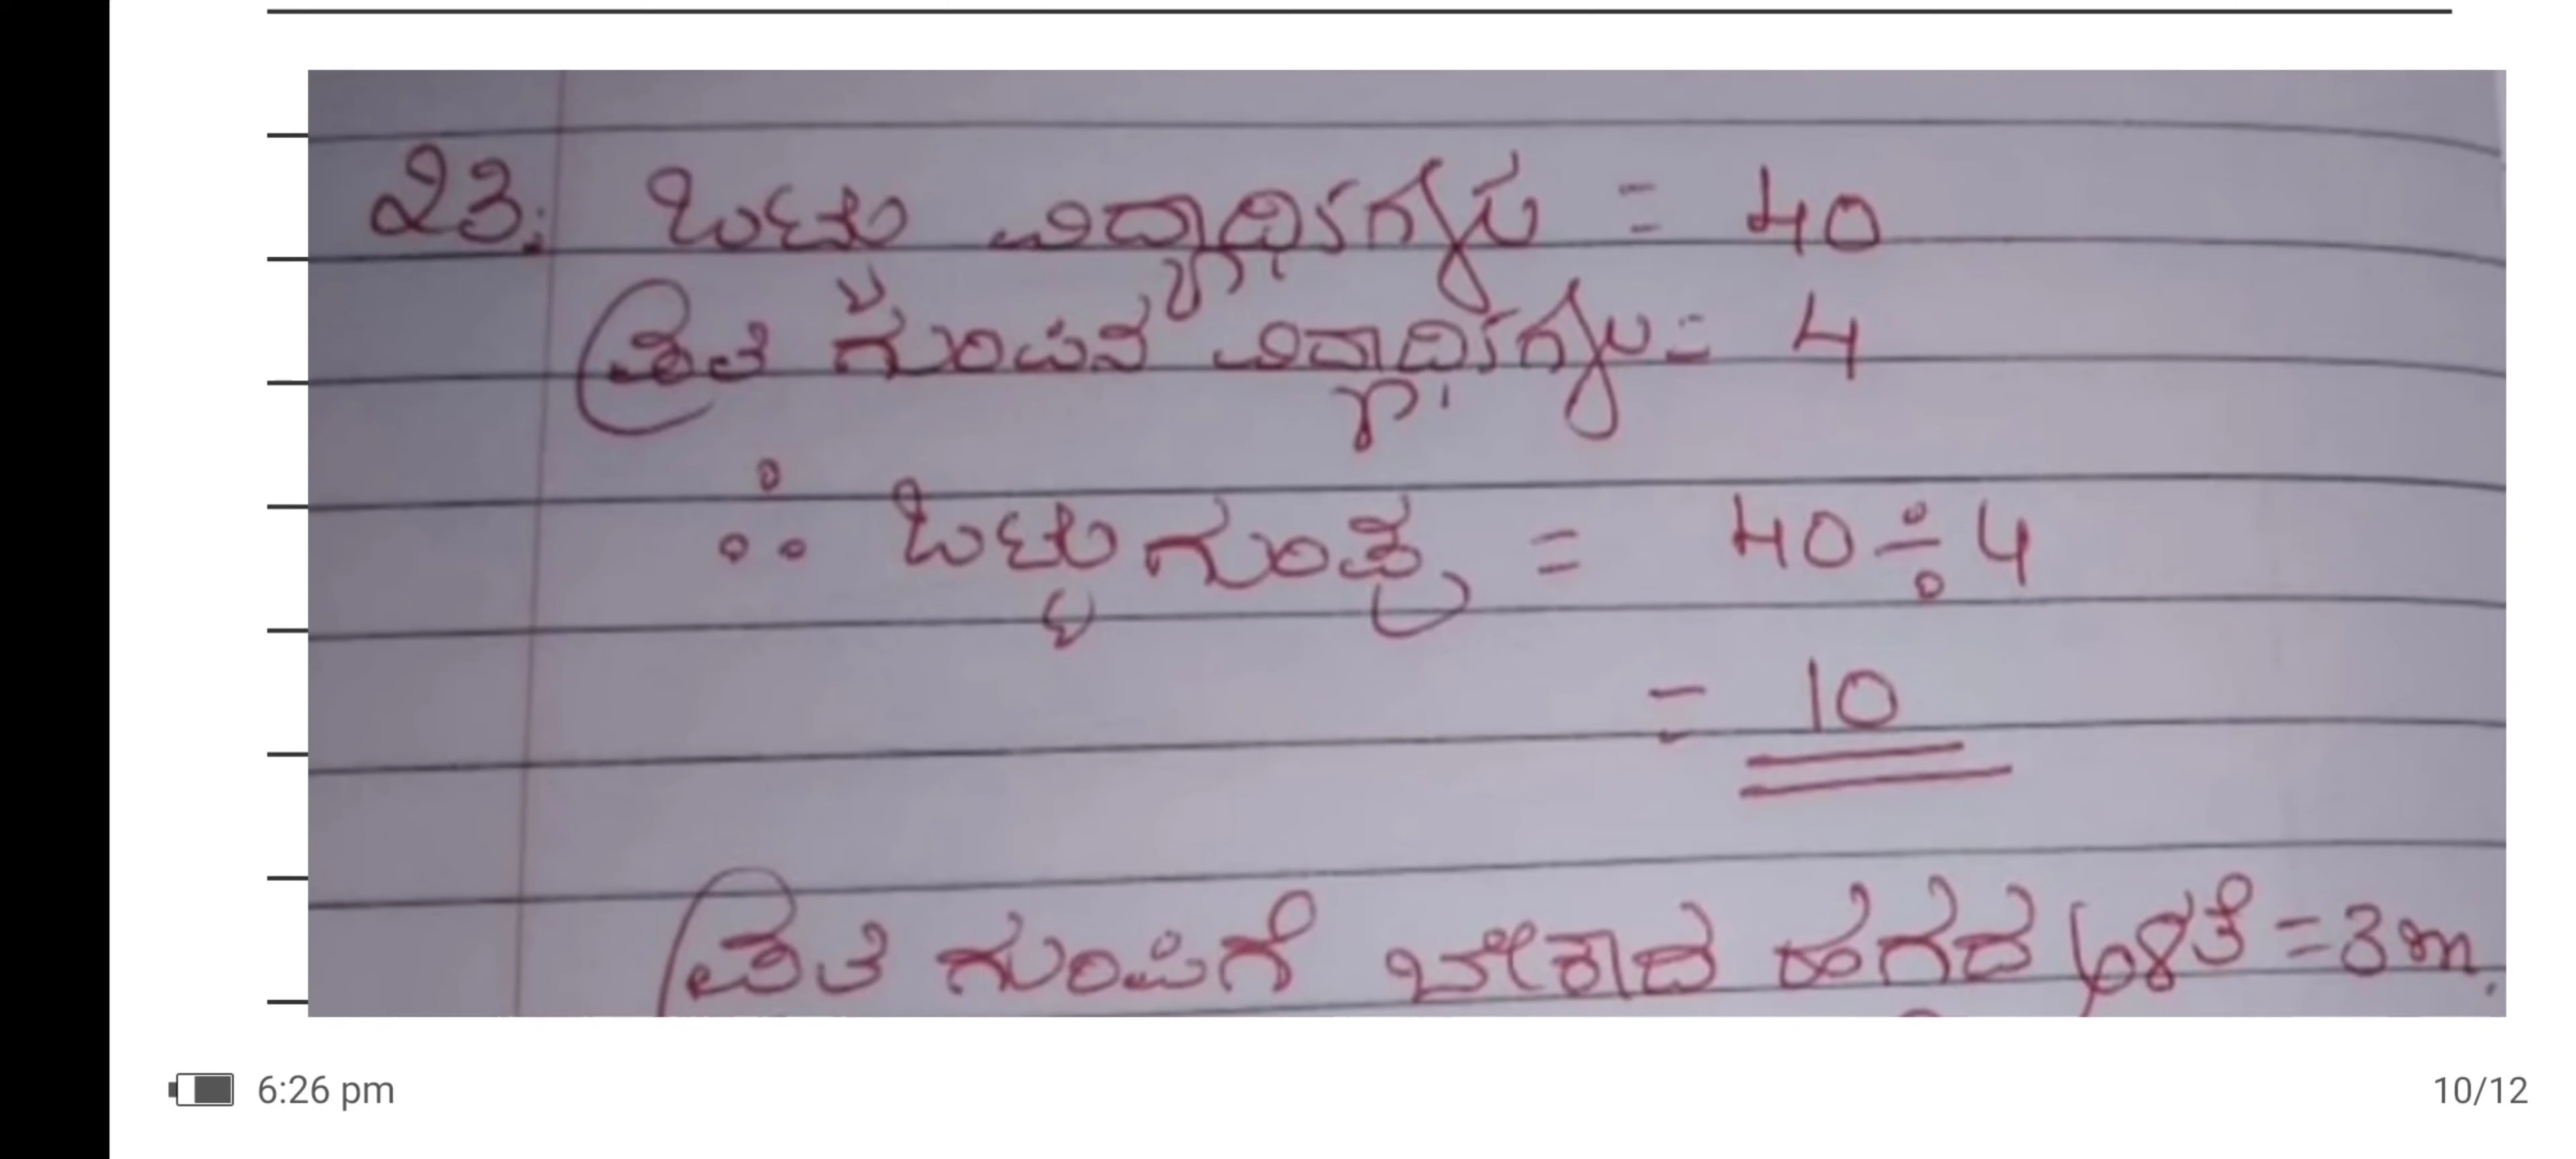 23. ಒಟ್ಟು ವಿದ್ಯಾರ್ಥಿಗಳು = 40
ಪ್ರತಿ ಗುಂಪಿನ ವಿದ್ಯಾರ್ಥಿಗಳು = 4
∴ ಒಟ್ಟು ಗುಂಪು = 40 ÷ 4
= 10
ಪ್ರತಿ ಗುಂಪಿಗೆ ಬೇಕಾದ ಹಗ್ಗದ ಅಳತೆ = 3m.
6:26 pm
10/12